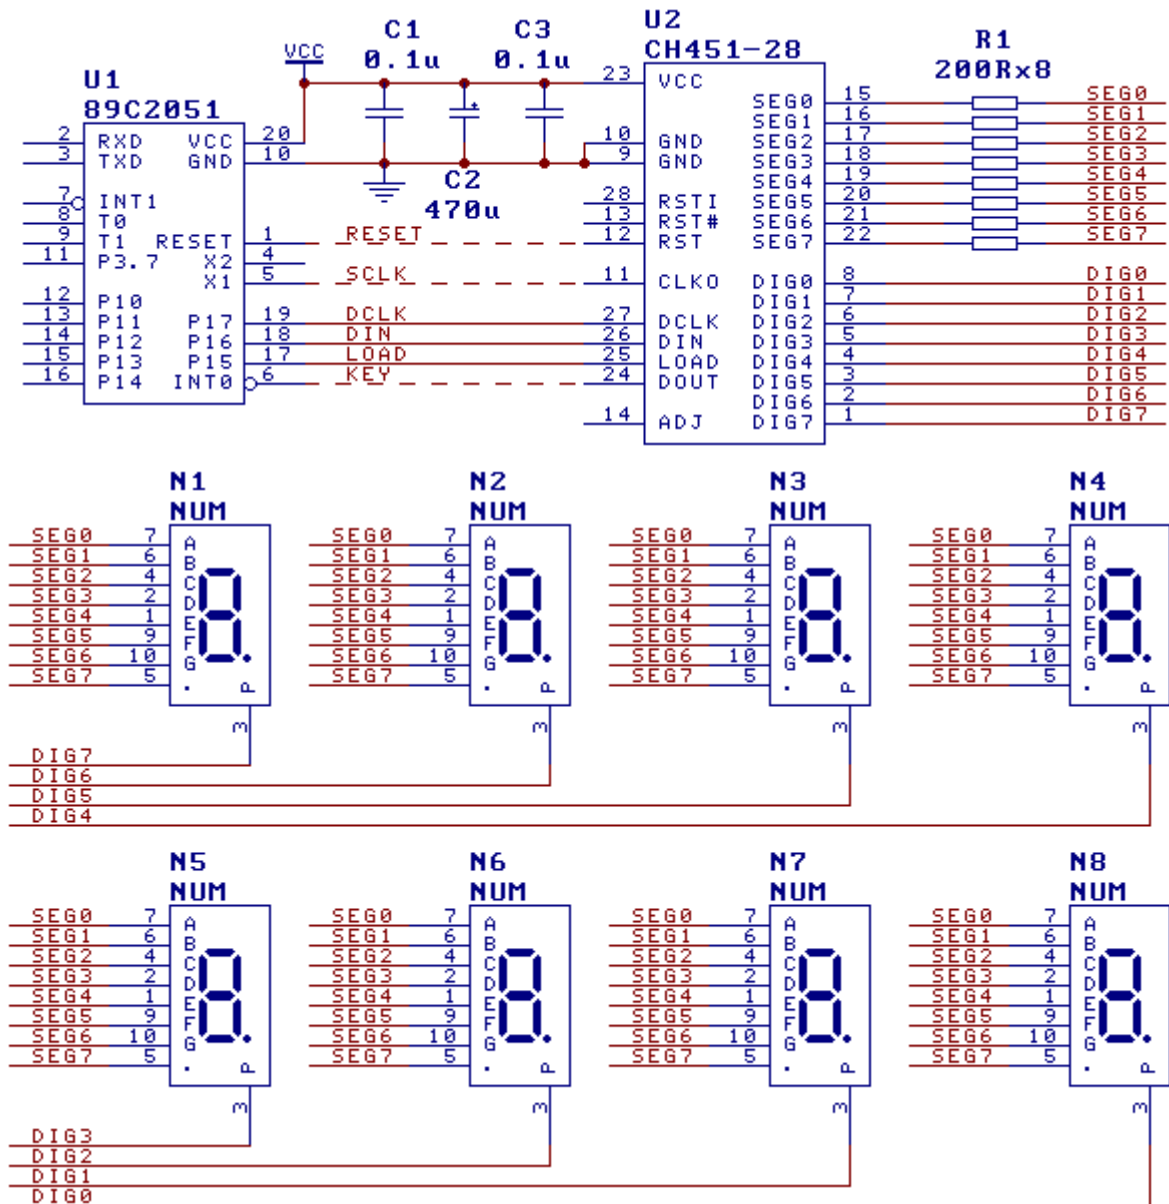 U2
C1 C3 CH451-28 R1
VCC 0.1u 0.1u 200Rx8
U1 23 VCC
89C2051 SEG0 15 SEG0
SEG1 16 SEG1
2 RXD VCC 20 10 GND SEG2 17 SEG2
3 TXD GND 10 9 GND SEG3 18 SEG3
C2 SEG4 19 SEG4
7 INT1 470u 28 RSTI SEG5 20 SEG5
8 T0 13 RST# SEG6 21 SEG6
9 T1 RESET 1 RESET 12 RST SEG7 22 SEG7
11 P3.7 X2 4
X1 5 SCLK 11 CLKO DIG0 8 DIG0
12 P10 DIG1 7 DIG1
13 P11 P17 19 DCLK 27 DCLK DIG2 6 DIG2
14 P12 P16 18 DIN 26 DIN DIG3 5 DIG3
15 P13 P15 17 LOAD 25 LOAD DIG4 4 DIG4
16 P14 INT0 6 KEY 24 DOUT DIG5 3 DIG5
DIG6 2 DIG6
14 ADJ DIG7 1 DIG7
N1 N2 N3 N4
NUM NUM NUM NUM
SEG0 7 A SEG0 7 A SEG0 7 A SEG0 7 A
SEG1 6 B SEG1 6 B SEG1 6 B SEG1 6 B
SEG2 4 C SEG2 4 C SEG2 4 C SEG2 4 C
SEG3 2 D SEG3 2 D SEG3 2 D SEG3 2 D
SEG4 1 E SEG4 1 E SEG4 1 E SEG4 1 E
SEG5 9 F SEG5 9 F SEG5 9 F SEG5 9 F
SEG6 10 G SEG6 10 G SEG6 10 G SEG6 10 G
SEG7 5 . P SEG7 5 . P SEG7 5 . P SEG7 5 . P
3 3 3 3
DIG7
DIG6
DIG5
DIG4
N5 N6 N7 N8
NUM NUM NUM NUM
SEG0 7 A SEG0 7 A SEG0 7 A SEG0 7 A
SEG1 6 B SEG1 6 B SEG1 6 B SEG1 6 B
SEG2 4 C SEG2 4 C SEG2 4 C SEG2 4 C
SEG3 2 D SEG3 2 D SEG3 2 D SEG3 2 D
SEG4 1 E SEG4 1 E SEG4 1 E SEG4 1 E
SEG5 9 F SEG5 9 F SEG5 9 F SEG5 9 F
SEG6 10 G SEG6 10 G SEG6 10 G SEG6 10 G
SEG7 5 . P SEG7 5 . P SEG7 5 . P SEG7 5 . P
3 3 3 3
DIG3
DIG2
DIG1
DIG0